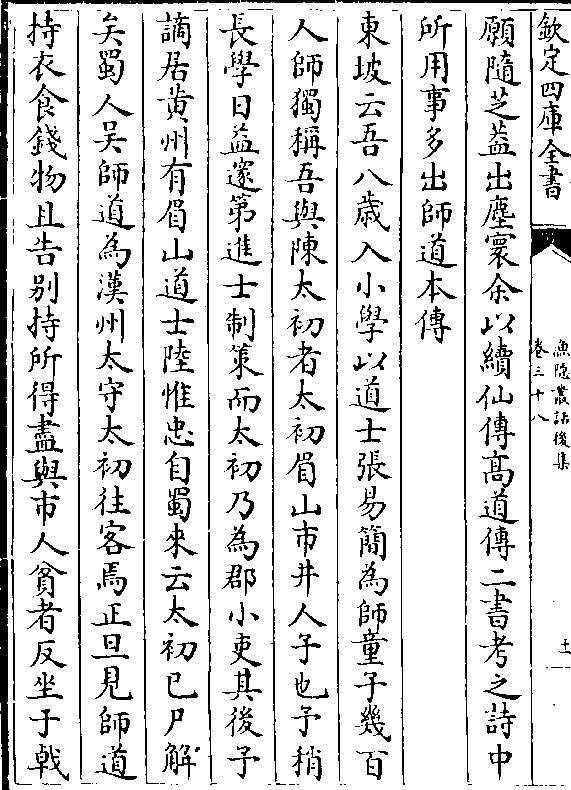 欽定四庫全書
漁隱叢話後集
卷三十八
十一
願隨芝蓋出塵寰余以續仙傳髙道傳二書考之詩中
所用事多出師道本傳
東坡云吾八歲入小學以道士張易簡為師童子幾百
人師獨稱吾與陳太初者太初眉山市井人子也予稍
長學日益遂第進士制策而太初乃為郡小吏其後予
謫居黄州有眉山道士陸惟忠自蜀來云太初已尸解
矣蜀人吴師道為漢州太守太初往客焉正旦見師道
持衣食錢物且告别持所得盡與市人貧者反坐于戟